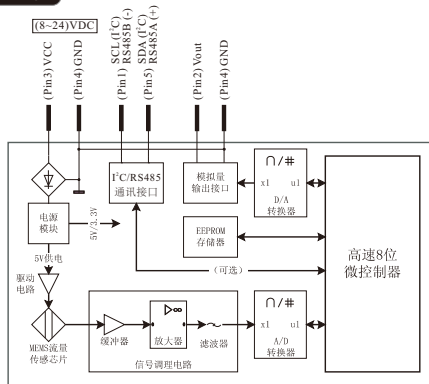 (8~24)VDC
(Pin3) VCC
(Pin4) GND
(Pin1) SCL(I²C)
RS485B (-)
(Pin5) SDA(I²C)
RS485A (+)
(Pin2) Vout
(Pin4) GND
I²C/RS485
通讯接口
模拟量
输出接口
∩/#
x1 u1
D/A
转换器
电源
模块
5V/3.3V
EEPROM
存储器
高速8位
微控制器
5V供电
(可选)
驱动
电路
MEMS流量
传感芯片
缓冲器
▷∞
放大器
滤波器
信号调理电路
∩/#
x1 u1
A/D
转换器